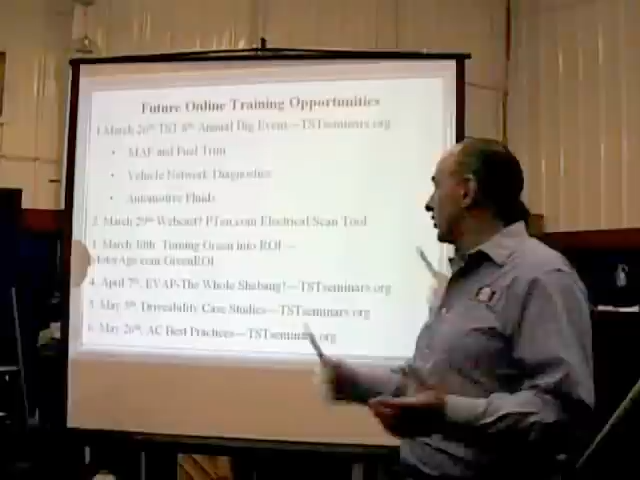 Future Online Training Opportunities
1.March 26th TST 8th Annual Big Event—TSTseminars.org
• MAF and Fuel Trim
• Vehicle Network Diagnostics
• Automotive Fluids
2. March 29th Webcast? PTen.com Electrical Scan Tool
3. March 30th, Turning Green into ROI –
MotorAge.com/GreenROI
4. April 7th, EVAP-The Whole Shebang!—TSTseminars.org
5. May 5th, Driveability Case Studies—TSTseminars.org
6. May 26th, AC Best Practices—TSTseminars.org